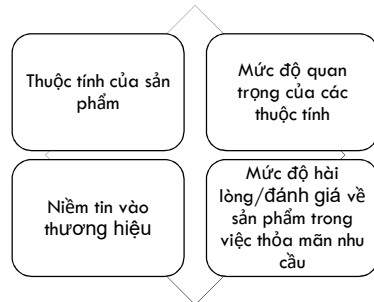 Thuộc tính của sản
phẩm
Mức độ quan
trọng của các
thuộc tính
Niềm tin vào
thương hiệu
Mức độ hài
lòng/đánh giá về
sản phẩm trong
việc thỏa mãn nhu
cầu